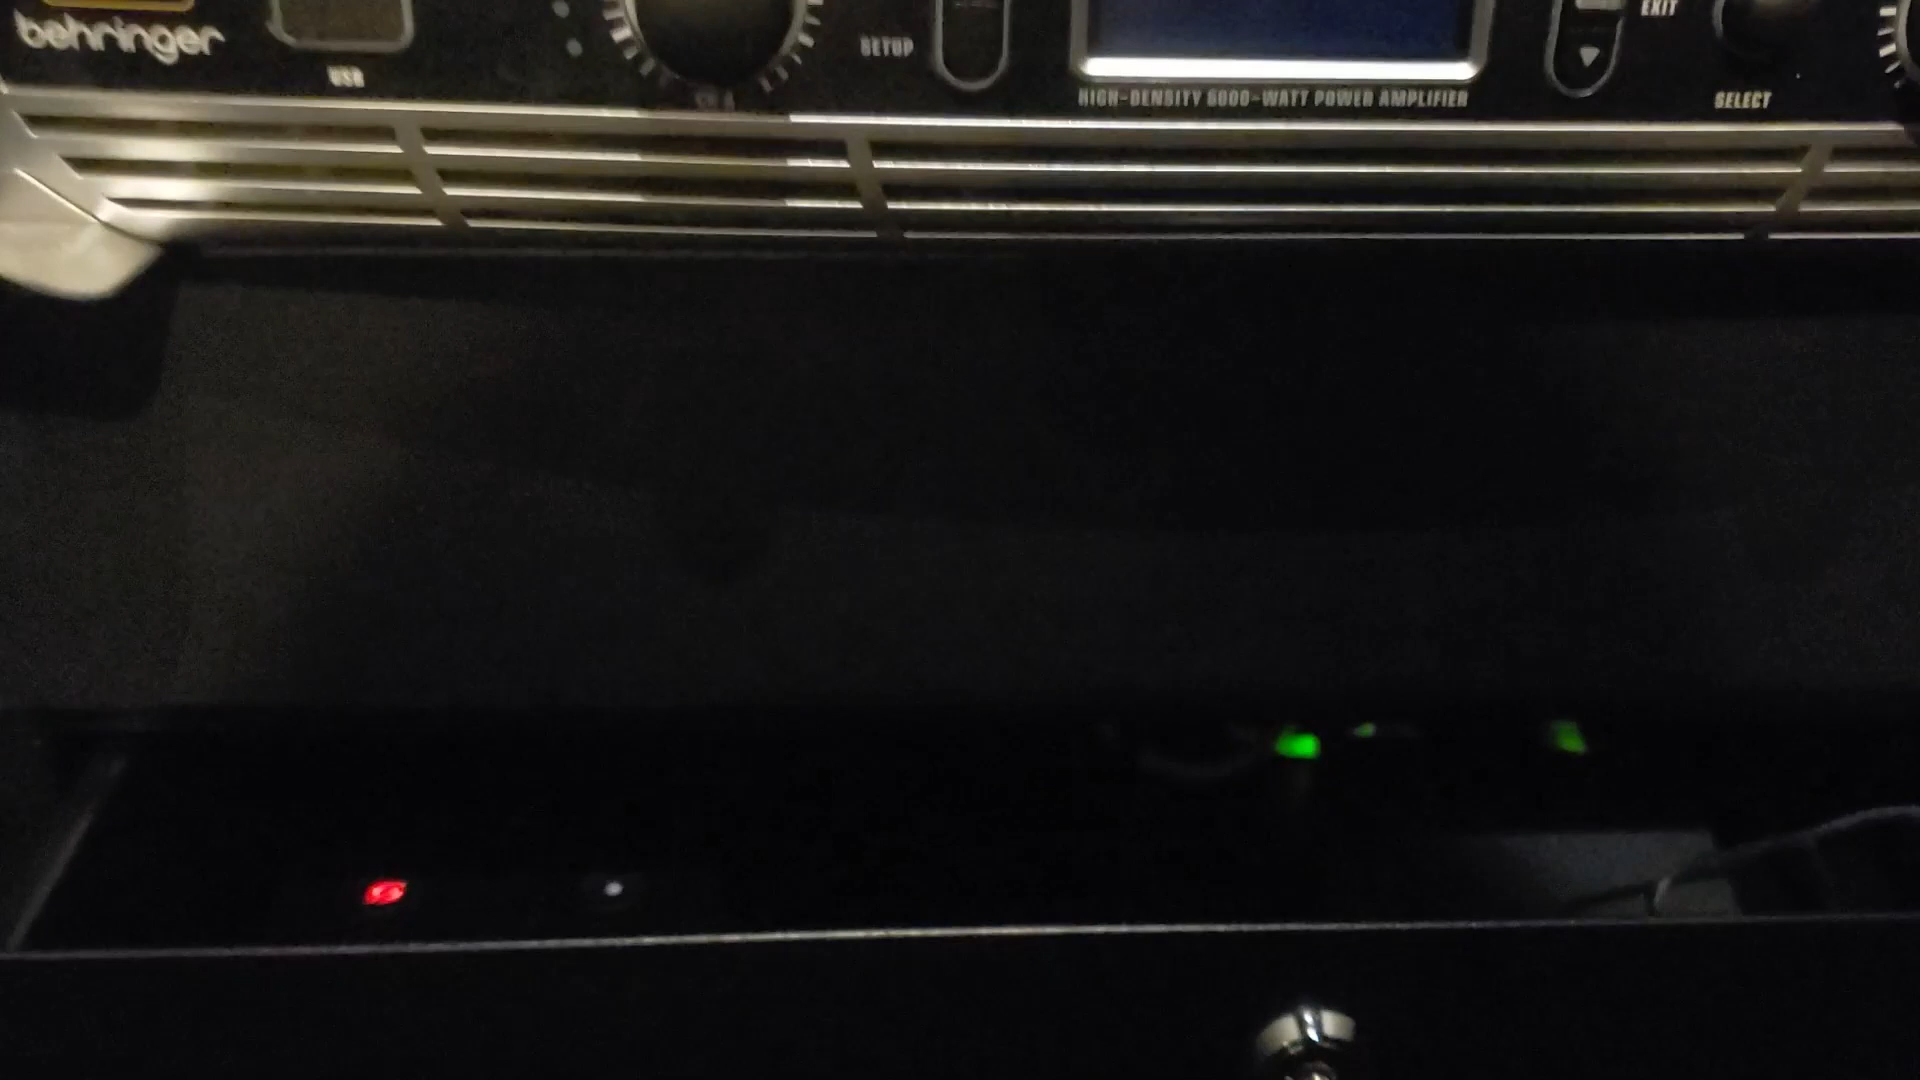 behringer
USB
SETUP
EXIT
HIGH-DENSITY 6000-WATT POWER AMPLIFIER
SELECT